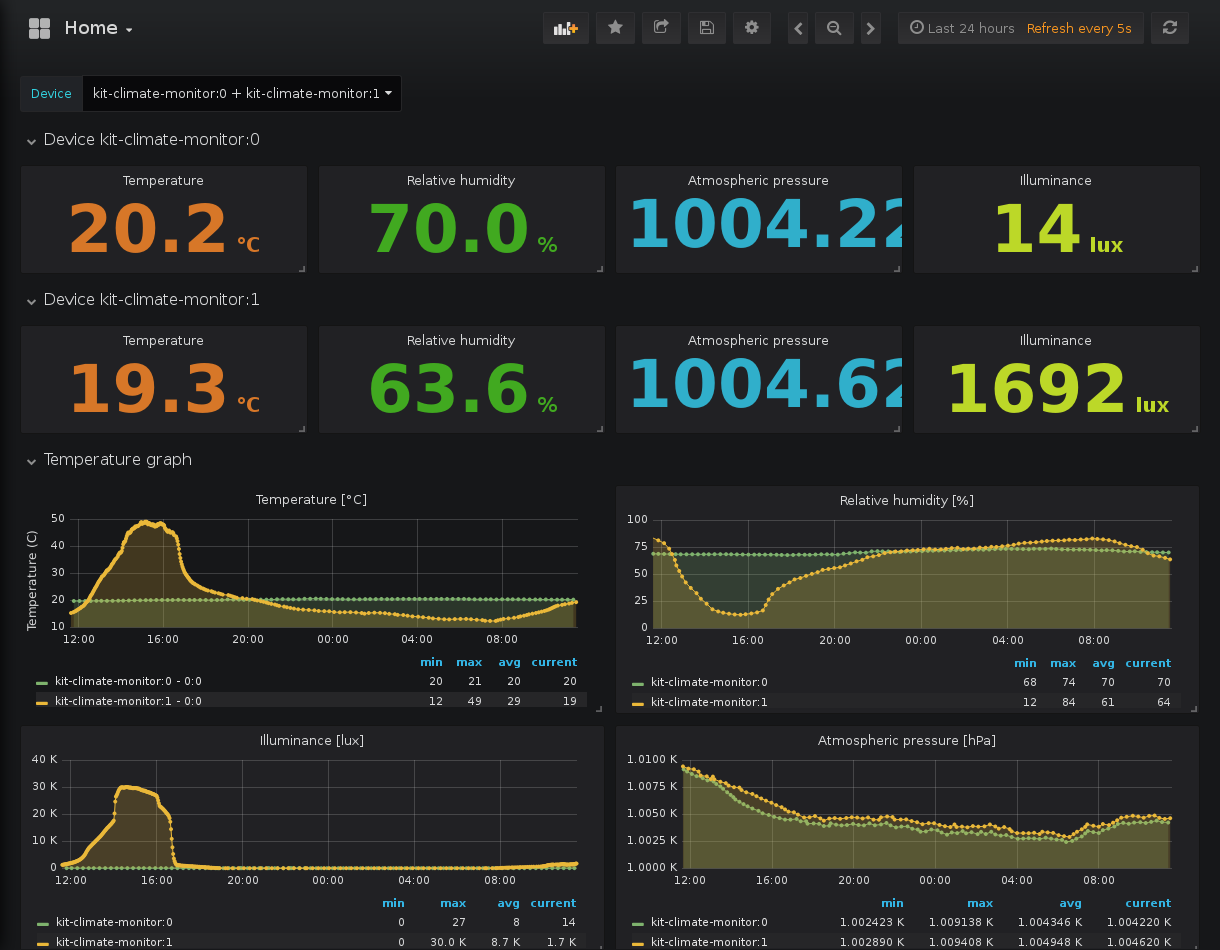 Home
Last 24 hours Refresh every 5s
Device kit-climate-monitor:0 + kit-climate-monitor:1
Device kit-climate-monitor:0
Temperature Relative humidity Atmospheric pressure Illuminance
20.2 °C 70.0 % 1004.22 14 lux
Device kit-climate-monitor:1
Temperature Relative humidity Atmospheric pressure Illuminance
19.3 °C 63.6 % 1004.62 1692 lux
Temperature graph
Temperature [°C]
Temperature (C)
50
40
30
20
10
12:00 16:00 20:00 00:00 04:00 08:00
min max avg current
kit-climate-monitor:0 - 0:0 20 21 20 20
kit-climate-monitor:1 - 0:0 12 49 29 19
Relative humidity [%]
100
75
50
25
0
12:00 16:00 20:00 00:00 04:00 08:00
min max avg current
kit-climate-monitor:0 68 74 70 70
kit-climate-monitor:1 12 84 61 64
Illuminance [lux]
40 K
30 K
20 K
10 K
0
12:00 16:00 20:00 00:00 04:00 08:00
min max avg current
kit-climate-monitor:0 0 27 8 14
kit-climate-monitor:1 0 30.0 K 8.7 K 1.7 K
Atmospheric pressure [hPa]
1.0100 K
1.0075 K
1.0050 K
1.0025 K
1.0000 K
12:00 16:00 20:00 00:00 04:00 08:00
min max avg current
kit-climate-monitor:0 1.002423 K 1.009138 K 1.004346 K 1.004220 K
kit-climate-monitor:1 1.002890 K 1.009408 K 1.004948 K 1.004620 K